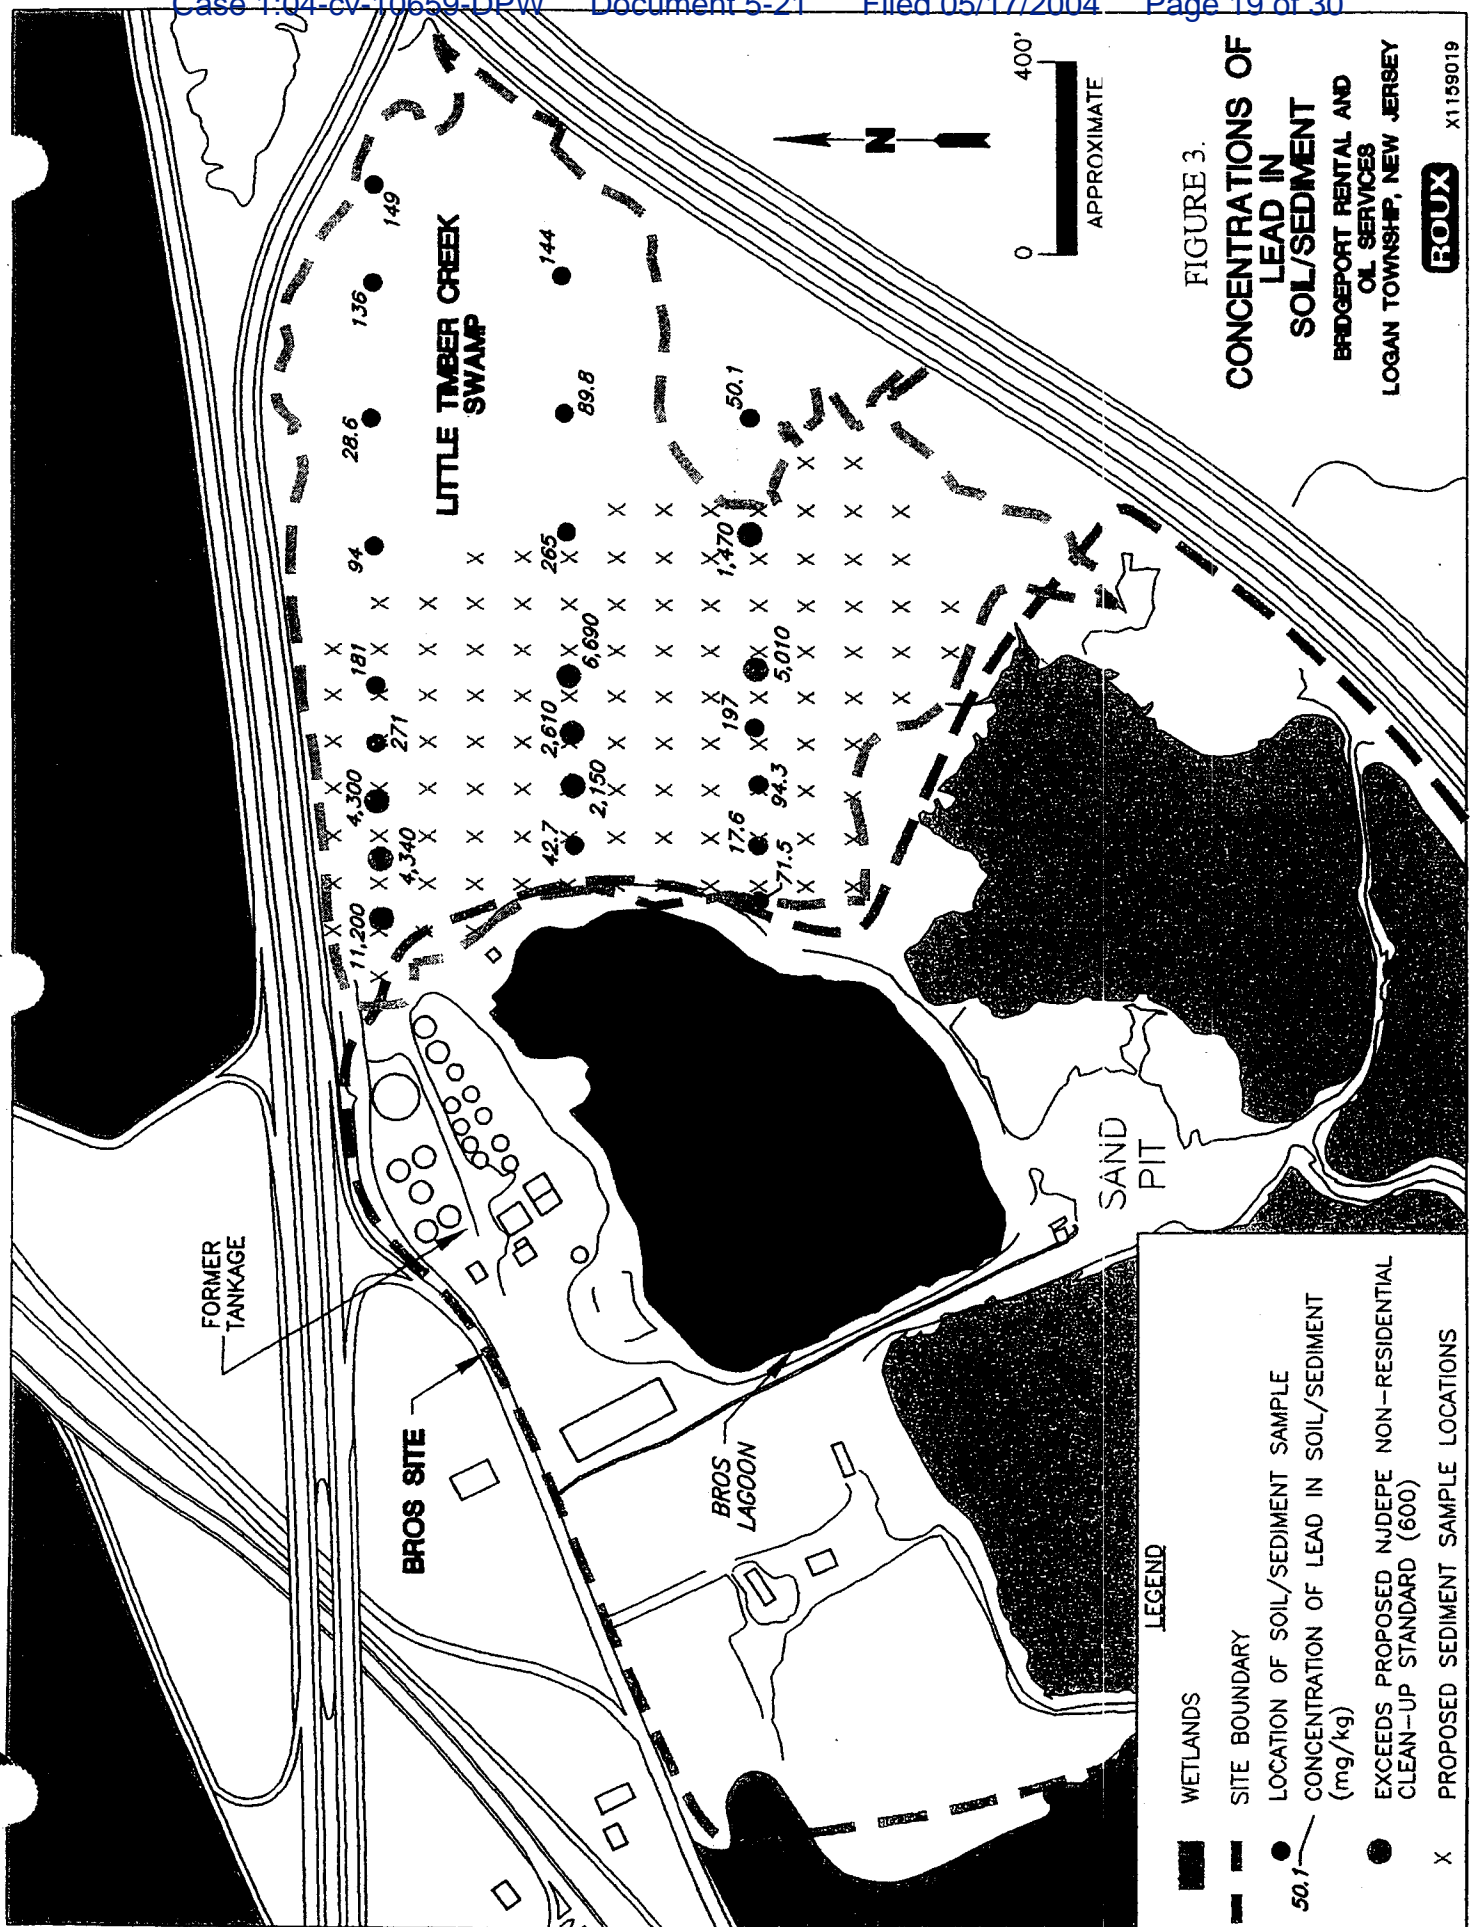 Case 1:04-cv-10659-DPW Document 5-21 Filed 05/17/2004 Page 19 of 30
FORMER
TANKAGE
BROS SITE
BROS
LAGOON
SAND
PIT
LITTLE TIMBER CREEK
SWAMP
11,200
4,340
4,300
271
181
94
28.6
136
149
42.7
2,150
2,610
6,690
265
89.8
144
71.5
17.6
94.3
197
5,010
1,470
50.1
N
0
400'
APPROXIMATE
LEGEND
WETLANDS
SITE BOUNDARY
LOCATION OF SOIL/SEDIMENT SAMPLE
50.1
CONCENTRATION OF LEAD IN SOIL/SEDIMENT
(mg/kg)
EXCEEDS PROPOSED NJDEPE NON-RESIDENTIAL
CLEAN-UP STANDARD (600)
X PROPOSED SEDIMENT SAMPLE LOCATIONS
FIGURE 3.
CONCENTRATIONS OF
LEAD IN
SOIL/SEDIMENT
BRIDGEPORT RENTAL AND
OIL SERVICES
LOGAN TOWNSHIP, NEW JERSEY
ROUX
X1159019